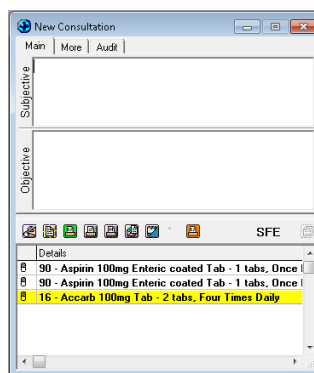 New Consultation
Main More Audit
Subjective
Objective
SFE
Details
90 - Aspirin 100mg Enteric coated Tab - 1 tabs, Once
90 - Aspirin 100mg Enteric coated Tab - 1 tabs, Once
16 - Accarb 100mg Tab - 2 tabs, Four Times Daily